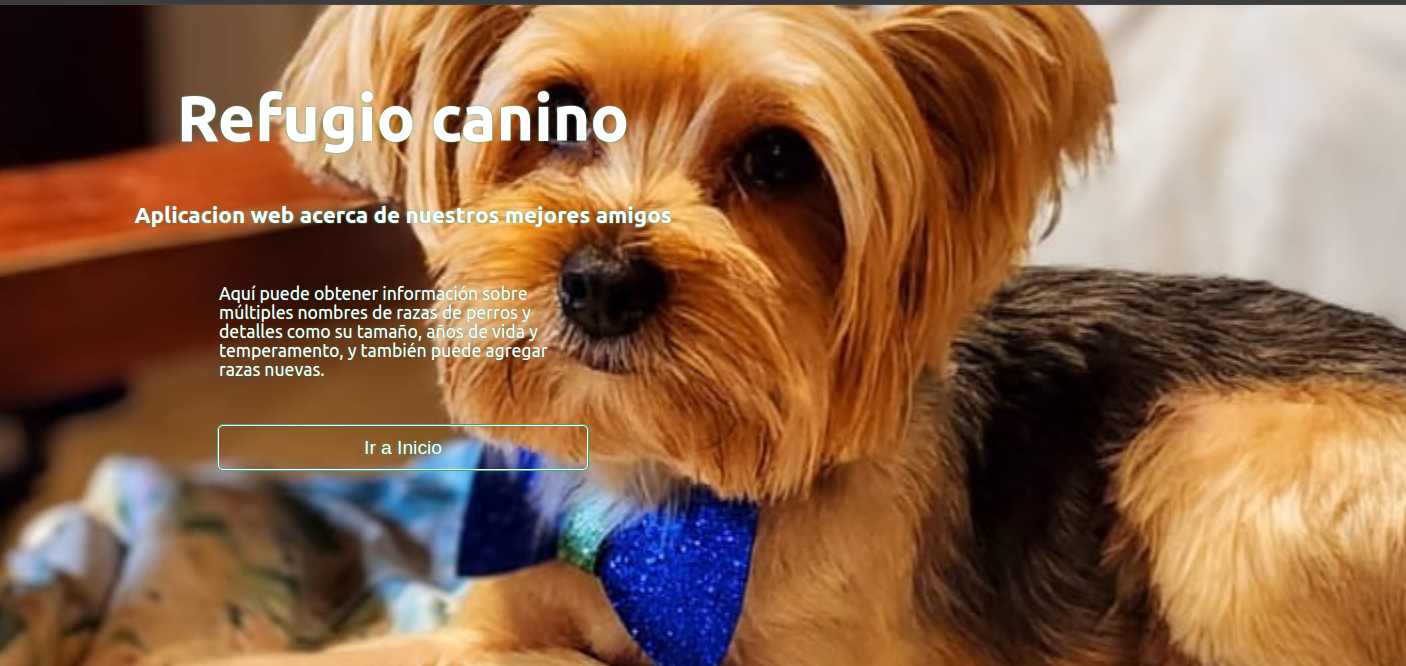 Refugio canino
Aplicacion web acerca de nuestros mejores amigos
Aquí puede obtener información sobre
múltiples nombres de razas de perros y
detalles como su tamaño, años de vida y
temperamento, y también puede agregar
razas nuevas.
Ir a Inicio